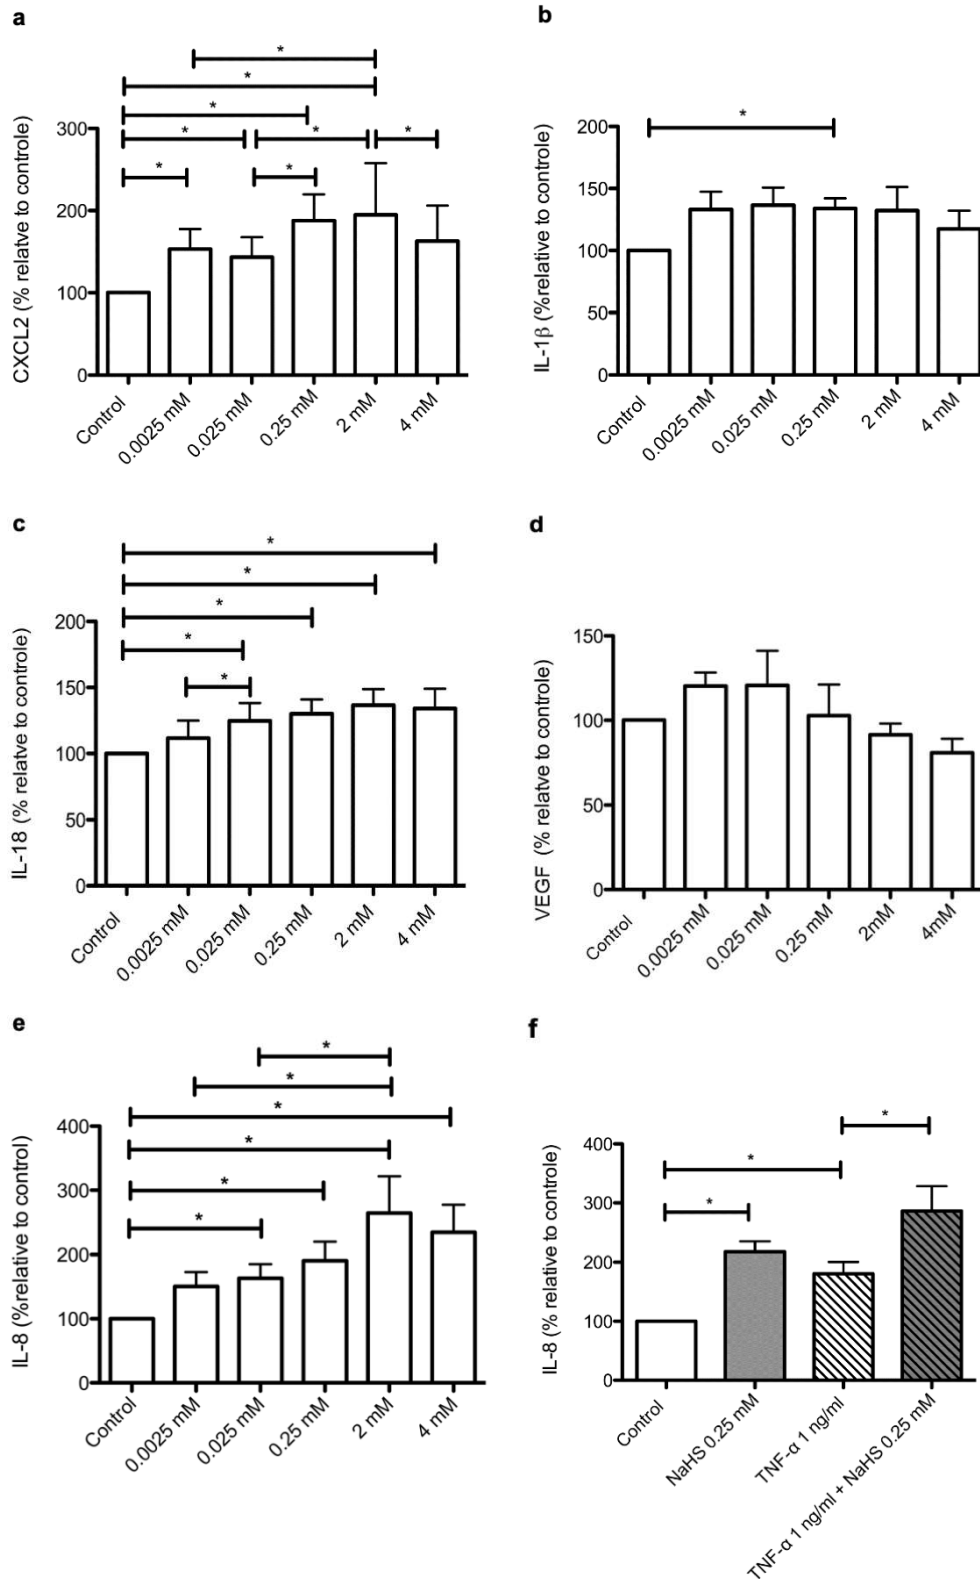 a
CXCL2 (% relatve to controle)
300
200
100
0
* * * * * * * *
Control
0.0025 mM
0.025 mM
0.25 mM
2 mM
4 mM
b
IL-1β (%relative to controle)
200
150
100
50
0
*
Control
0.0025 mM
0.025 mM
0.25 mM
2 mM
4 mM
c
IL-18 (% relatve to controle)
200
150
100
50
0
* * * * *
Control
0.0025 mM
0.025 mM
0.25 mM
2 mM
4 mM
d
VEGF (% relatve to controle)
150
100
50
0
Control
0.0025 mM
0.025 mM
0.25 mM
2mM
4mM
e
IL-8 (%relative to control)
400
300
200
100
0
* * * * * *
Control
0.0025 mM
0.025 mM
0.25 mM
2 mM
4 mM
f
IL-8 (% relative to controle)
400
300
200
100
0
* * *
Control
NaHS 0.25 mM
TNF-α 1 ng/ml
TNF-α 1 ng/ml + NaHS 0.25 mM